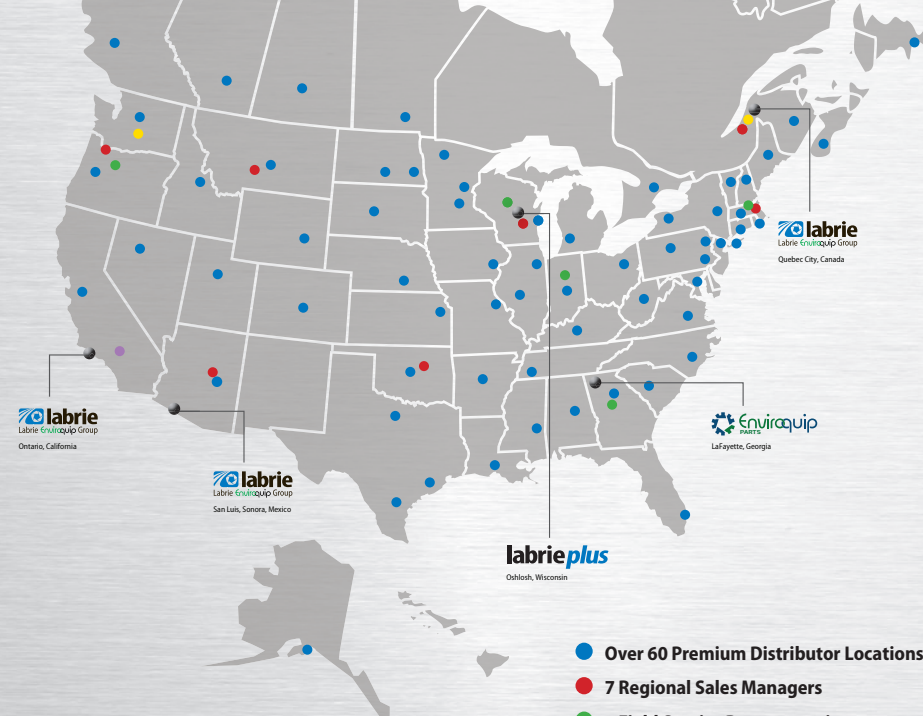 labrie
Labrie Enviroquip Group
Quebec City, Canada
labrie
Labrie Enviroquip Group
Ontario, California
Enviroquip
PARTS
LaFayette, Georgia
labrie
Labrie Enviroquip Group
San Luis, Sonora, Mexico
labrieplus
Oshlosh, Wisconsin
Over 60 Premium Distributor Locations
7 Regional Sales Managers